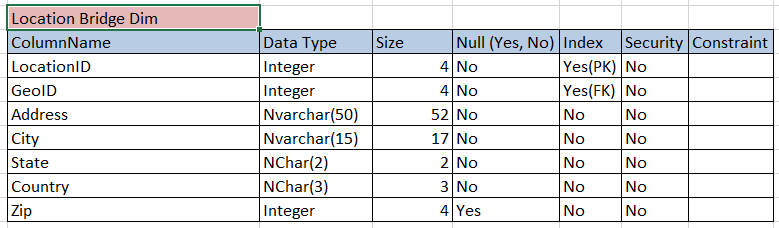 Location Bridge Dim
ColumnName Data Type Size Null (Yes, No) Index Security Constraint
LocationID Integer 4 No Yes(PK) No
GeoID Integer 4 No Yes(FK) No
Address Nvarchar(50) 52 No No No
City Nvarchar(15) 17 No No No
State NChar(2) 2 No No No
Country NChar(3) 3 No No No
Zip Integer 4 Yes No No